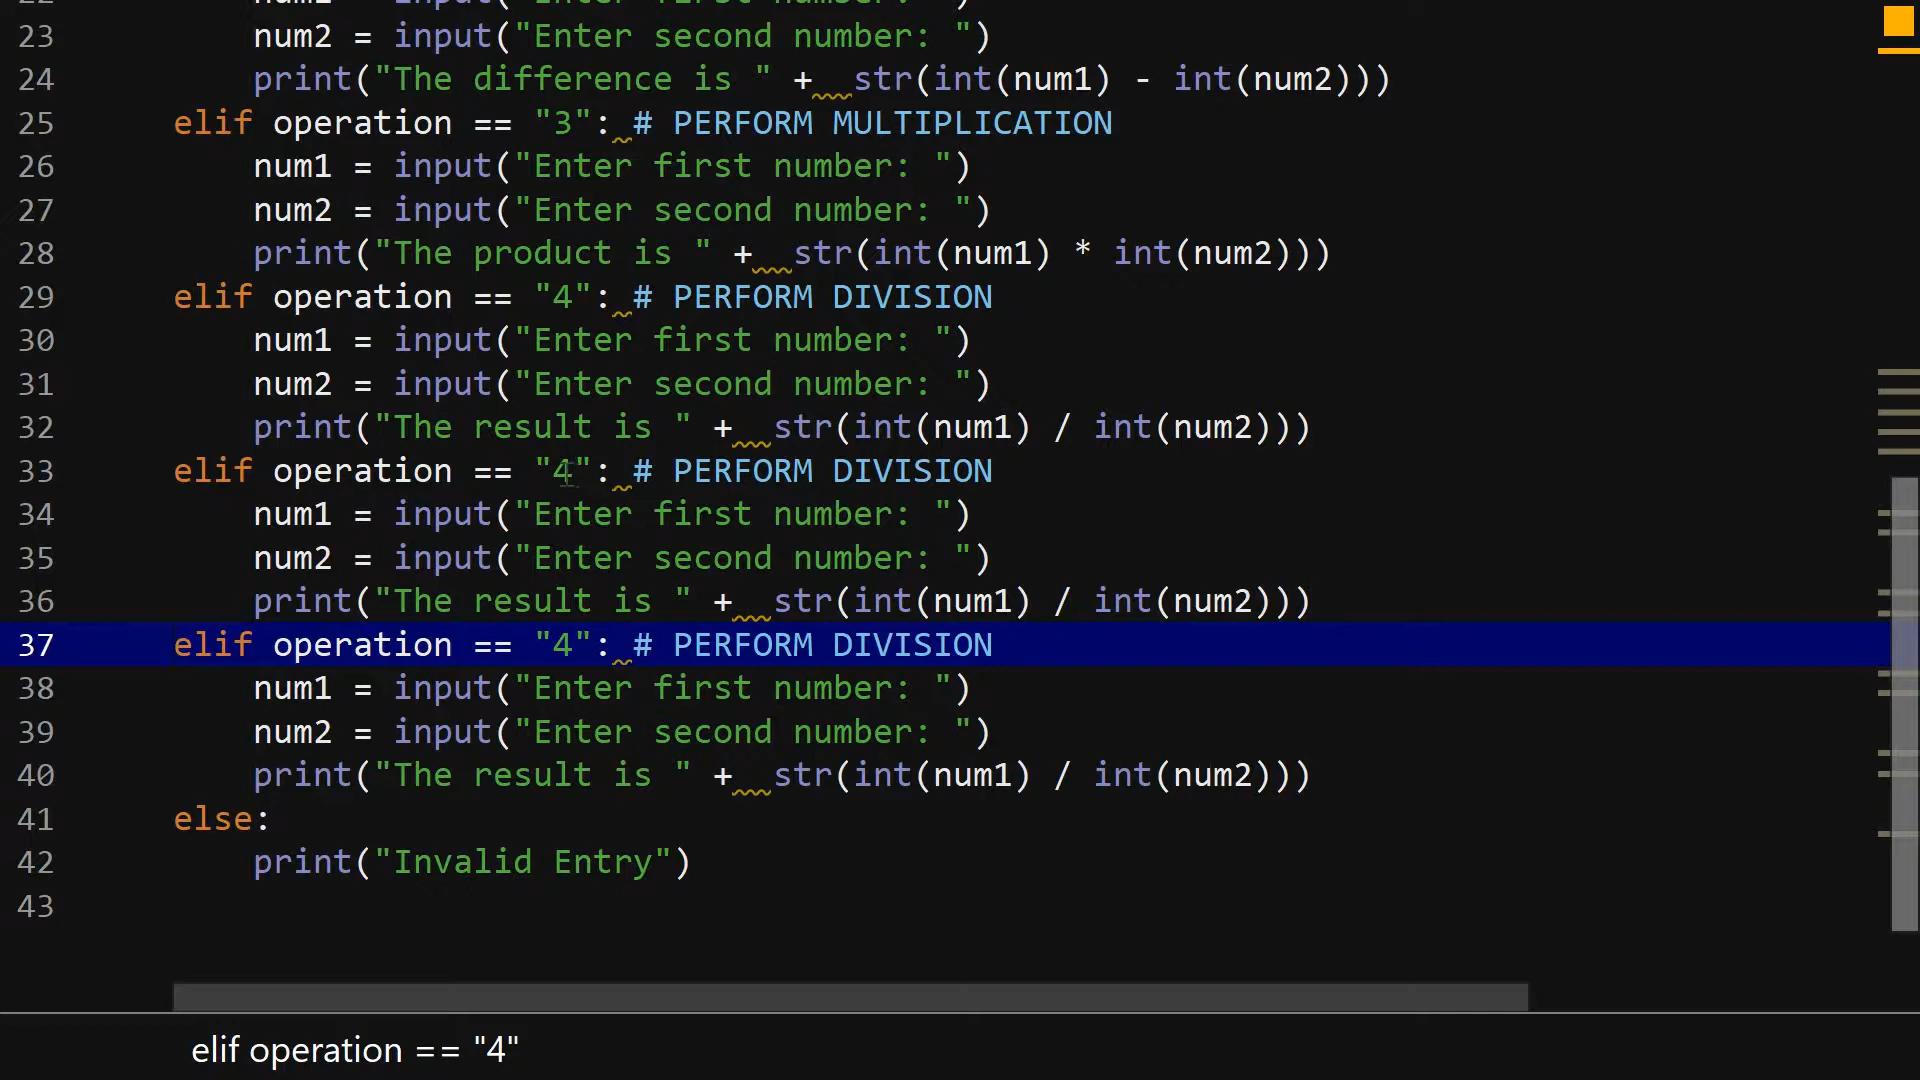 23 num2 = input("Enter second number: ")
24 print("The difference is " +  str(int(num1) - int(num2)))
25 elif operation == "3": # PERFORM MULTIPLICATION
26 num1 = input("Enter first number: ")
27 num2 = input("Enter second number: ")
28 print("The product is " +  str(int(num1) * int(num2)))
29 elif operation == "4": # PERFORM DIVISION
30 num1 = input("Enter first number: ")
31 num2 = input("Enter second number: ")
32 print("The result is " +  str(int(num1) / int(num2)))
33 elif operation == "4": # PERFORM DIVISION
34 num1 = input("Enter first number: ")
35 num2 = input("Enter second number: ")
36 print("The result is " +  str(int(num1) / int(num2)))
37 elif operation == "4": # PERFORM DIVISION
38 num1 = input("Enter first number: ")
39 num2 = input("Enter second number: ")
40 print("The result is " +  str(int(num1) / int(num2)))
41 else:
42 print("Invalid Entry")
43
elif operation == "4"